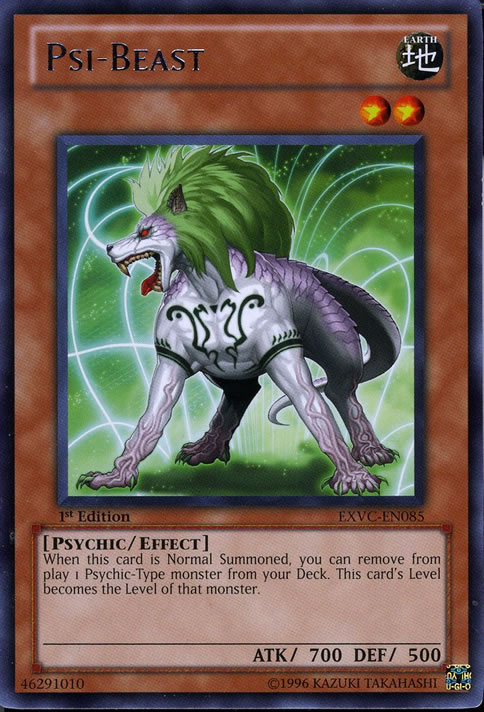 PSI-BEAST
EARTH
地
1st Edition
EXVC-EN085
[PSYCHIC/EFFECT]
When this card is Normal Summoned, you can remove from
play 1 Psychic-Type monster from your Deck. This card's Level
becomes the Level of that monster.
ATK/ 700 DEF/ 500
46291010
©1996 KAZUKI TAKAHASHI